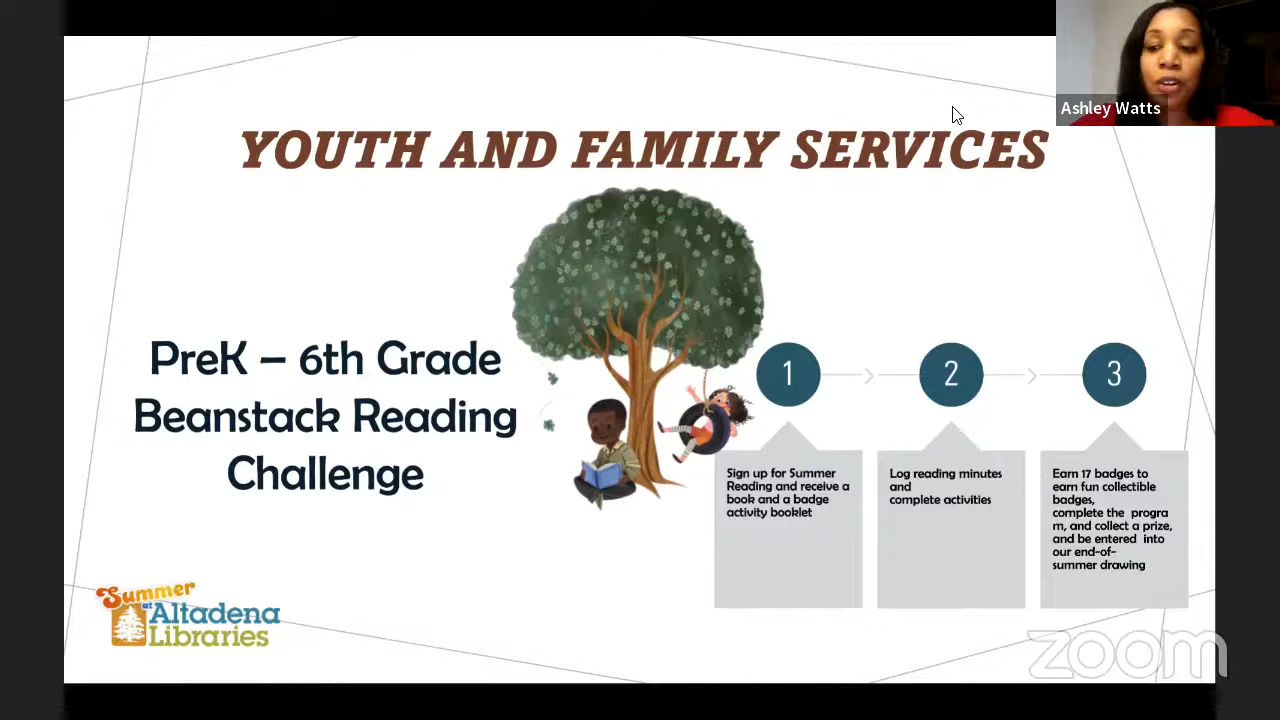 Ashley Watts
YOUTH AND FAMILY SERVICES
PreK – 6th Grade
Beanstack Reading
Challenge
1
2
3
Sign up for Summer
Reading and receive a
book and a badge
activity booklet
Log reading minutes
and
complete activities
Earn 17 badges to
earn fun collectible
badges,
complete the progra
m, and collect a prize,
and be entered into
our end-of-
summer drawing
Summer
at Altadena
Libraries
zoom